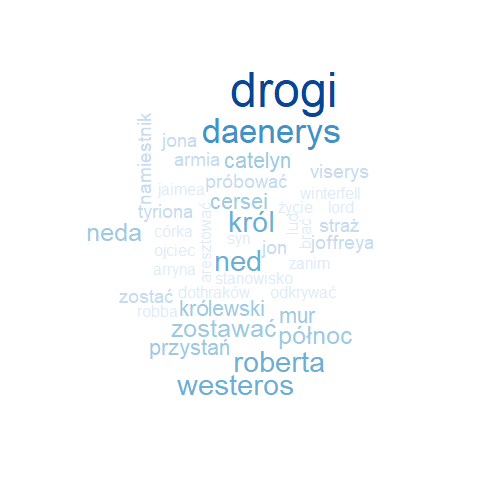 drogi
daenerys
namiestnik
jona
armia
catelyn
viserys
jaimea
próbować
winterfell
tyriona
cersei
życie
lord
neda
córka
aresztować
król
lud
brać
straż
ojciec
syn
jon
joffreya
arryna
ned
zanim
stanowisko
zostać
dothraków
odkrywać
robba
królewski
mur
zostawać
północ
przystań
roberta
westeros